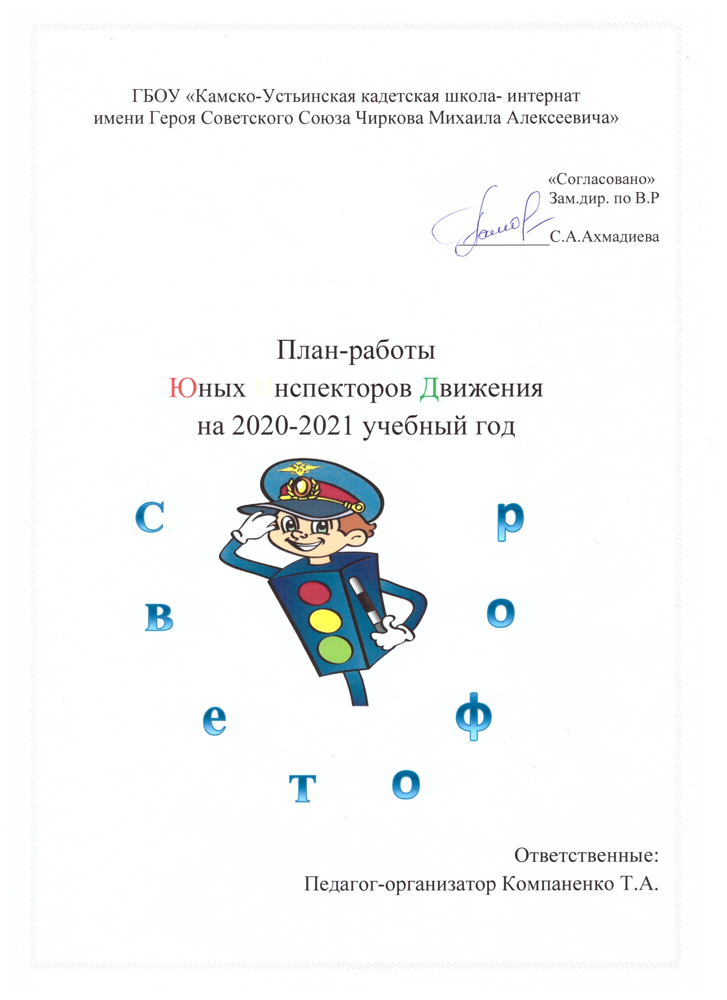 ГБОУ «Камско-Устьинская кадетская школа- интернат
имени Героя Советского Союза Чиркова Михаила Алексеевича»
«Согласовано»
Зам.дир. по В.Р
С.А.Ахмадиева
План-работы
Юных Инспекторов Движения
на 2020-2021 учебный год
С
в
е
т
о
ф
о
р
Ответственные:
Педагог-организатор Компаненко Т.А.